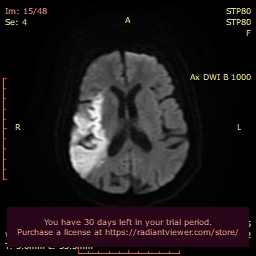 Im: 15/48
Se: 4
A
STP80
STP80
F
Ax DWI B 1000
R
L
You have 30 days left in your trial period.
Purchase a license at https://radiantviewer.com/store/